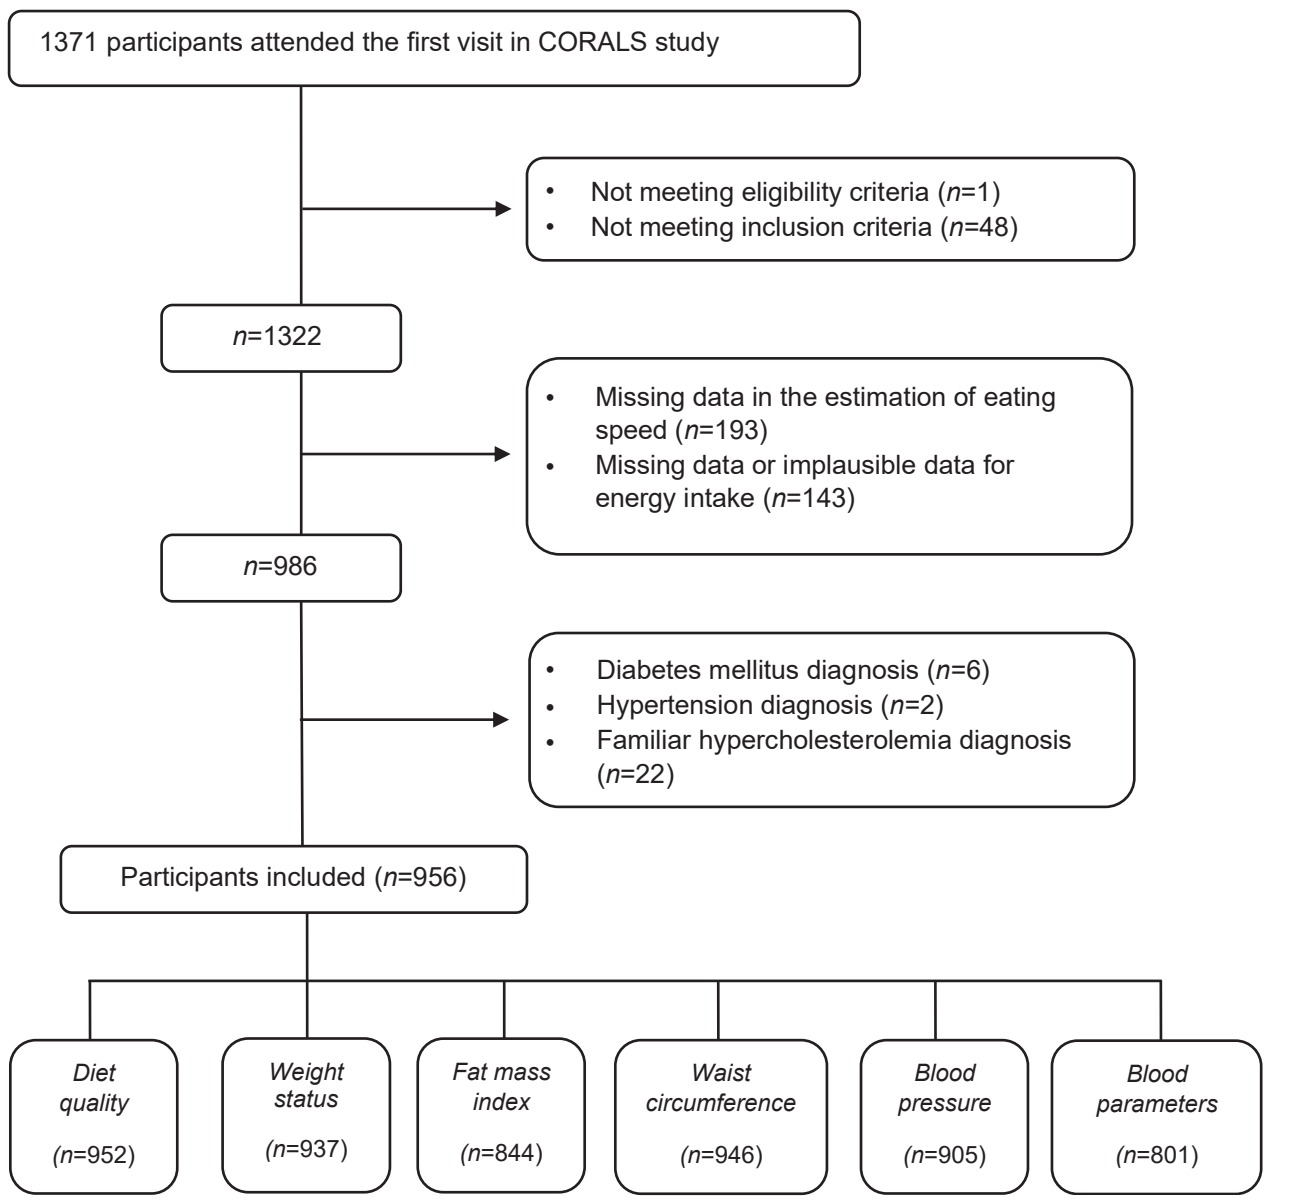 1371 participants attended the first visit in CORALS study
• Not meeting eligibility criteria (n=1)
• Not meeting inclusion criteria (n=48)
n=1322
• Missing data in the estimation of eating
speed (n=193)
• Missing data or implausible data for
energy intake (n=143)
n=986
• Diabetes mellitus diagnosis (n=6)
• Hypertension diagnosis (n=2)
• Familiar hypercholesterolemia diagnosis
(n=22)
Participants included (n=956)
Diet
quality
(n=952)
Weight
status
(n=937)
Fat mass
index
(n=844)
Waist
circumference
(n=946)
Blood
pressure
(n=905)
Blood
parameters
(n=801)